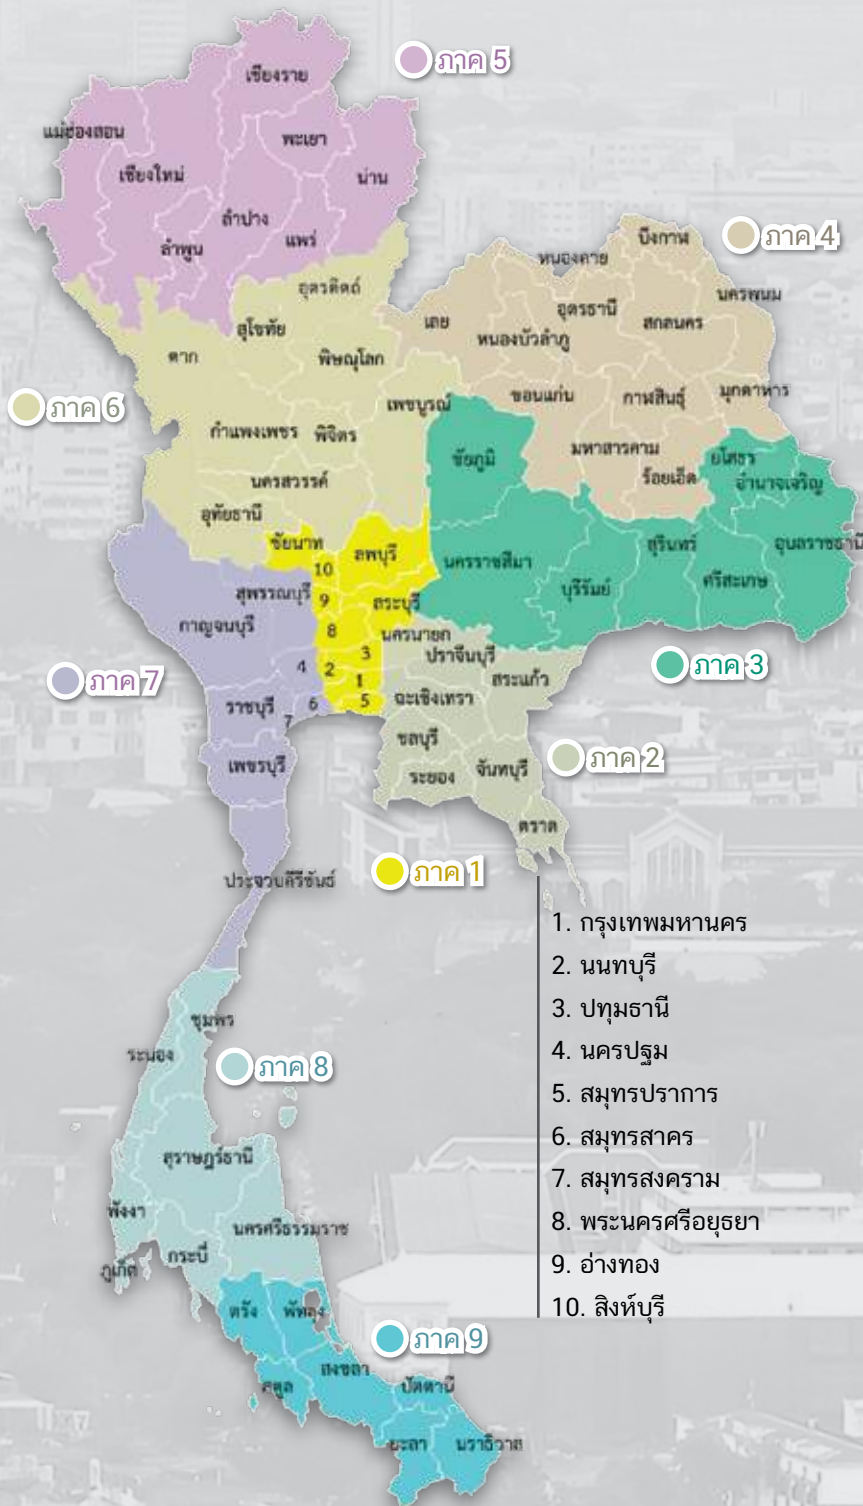 ภาค 5
เชียงราย
แม่ฮ่องสอน
พะเยา
เชียงใหม่
น่าน
ลำปาง
ลำพูน
แพร่
ภาค 4
บึงกาฬ
หนองคาย
นครพนม
อุดรธานี
สกลนคร
เลย
หนองบัวลำภู
ขอนแก่น
กาฬสินธุ์
มุกดาหาร
มหาสารคาม
ร้อยเอ็ด
อุตรดิตถ์
สุโขทัย
ตาก
พิษณุโลก
ภาค 6
เพชบูรณ์
กำแพงเพชร
พิจิตร
นครสวรรค์
อุทัยธานี
ชัยภูมิ
ยโสธร
อำนาจเจริญ
นครราชสีมา
สุรินทร์
อุบลราชธานี
บุรีรัมย์
ศรีสะเกษ
ภาค 3
ชัยนาท
ลพบุรี
10
สระบุรี
9
8
3
2
1
5
สุพรรณบุรี
กาญจนบุรี
4
ภาค 7
ราชบุรี
6
7
เพชรบุรี
ประจวบคีรีขันธ์
นครนายก
ปราจีนบุรี
สระแก้ว
ฉะเชิงเทรา
ชลบุรี
ระยอง
จันทบุรี
ภาค 2
ตราด
ภาค 1
1. กรุงเทพมหานคร
2. นนทบุรี
3. ปทุมธานี
4. นครปฐม
5. สมุทรปราการ
6. สมุทรสาคร
7. สมุทรสงคราม
8. พระนครศรีอยุธยา
9. อ่างทอง
10. สิงห์บุรี
ชุมพร
ระนอง
ภาค 8
สุราษฎร์ธานี
พังงา
นครศรีธรรมราช
กระบี่
ภูเก็ต
ตรัง
พัทลุง
ภาค 9
สงขลา
สตูล
ปัตตานี
ยะลา
นราธิวาส